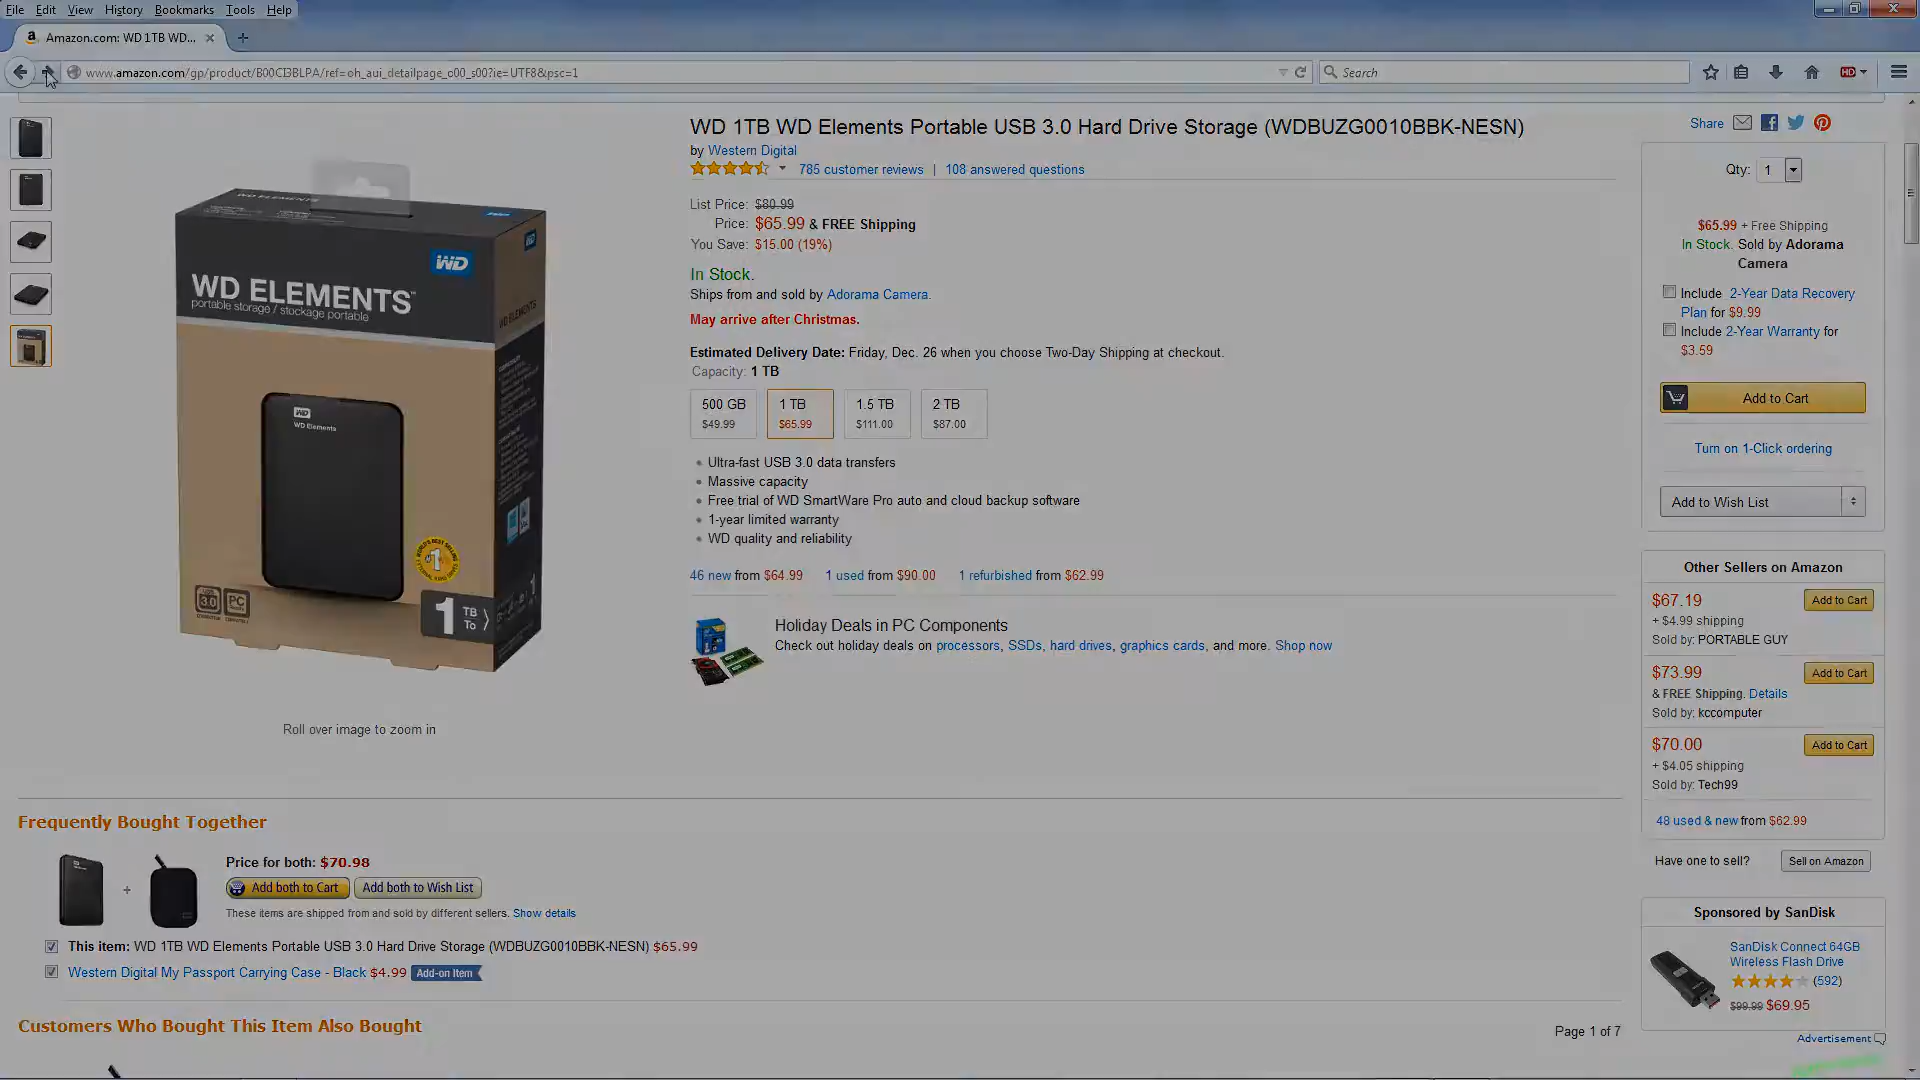 File Edit View History Bookmarks Tools Help
Amazon.com: WD 1TB WD...
www.amazon.com/gp/product/B00CI3BLPA/ref=oh_aui_detailpage_o00_s00?ie=UTF8&psc=1
Search
HD
WD 1TB WD Elements Portable USB 3.0 Hard Drive Storage (WDBUZG0010BBK-NESN)
by Western Digital
785 customer reviews | 108 answered questions
List Price: $80.99
Price: $65.99 & FREE Shipping
You Save: $15.00 (19%)
In Stock.
Ships from and sold by Adorama Camera.
May arrive after Christmas.
Estimated Delivery Date: Friday, Dec. 26 when you choose Two-Day Shipping at checkout.
Capacity: 1 TB
500 GB 1 TB 1.5 TB 2 TB
$49.99 $65.99 $111.00 $87.00
Ultra-fast USB 3.0 data transfers
Massive capacity
Free trial of WD SmartWare Pro auto and cloud backup software
1-year limited warranty
WD quality and reliability
46 new from $64.99 1 used from $90.00 1 refurbished from $62.99
Holiday Deals in PC Components
Check out holiday deals on processors, SSDs, hard drives, graphics cards, and more. Shop now
WD
WD ELEMENTS
portable storage / stockage portable
WD ELEMENTS
WD
WD Elements
#1
3.0 PC
1 TB
To
Roll over image to zoom in
Share
Qty: 1
$65.99 + Free Shipping
In Stock. Sold by Adorama
Camera
Include 2-Year Data Recovery
Plan for $9.99
Include 2-Year Warranty for
$3.59
Add to Cart
Turn on 1-Click ordering
Add to Wish List
Other Sellers on Amazon
$67.19 Add to Cart
+ $4.99 shipping
Sold by: PORTABLE GUY
$73.99 Add to Cart
& FREE Shipping. Details
Sold by: kccomputer
$70.00 Add to Cart
+ $4.05 shipping
Sold by: Tech99
48 used & new from $62.99
Have one to sell? Sell on Amazon
Sponsored by SanDisk
SanDisk Connect 64GB
Wireless Flash Drive
(592)
$99.99 $69.95
Advertisement
Frequently Bought Together
Price for both: $70.98
Add both to Cart Add both to Wish List
These items are shipped from and sold by different sellers. Show details
This item: WD 1TB WD Elements Portable USB 3.0 Hard Drive Storage (WDBUZG0010BBK-NESN) $65.99
Western Digital My Passport Carrying Case - Black $4.99 Add-on Item
Customers Who Bought This Item Also Bought
Page 1 of 7